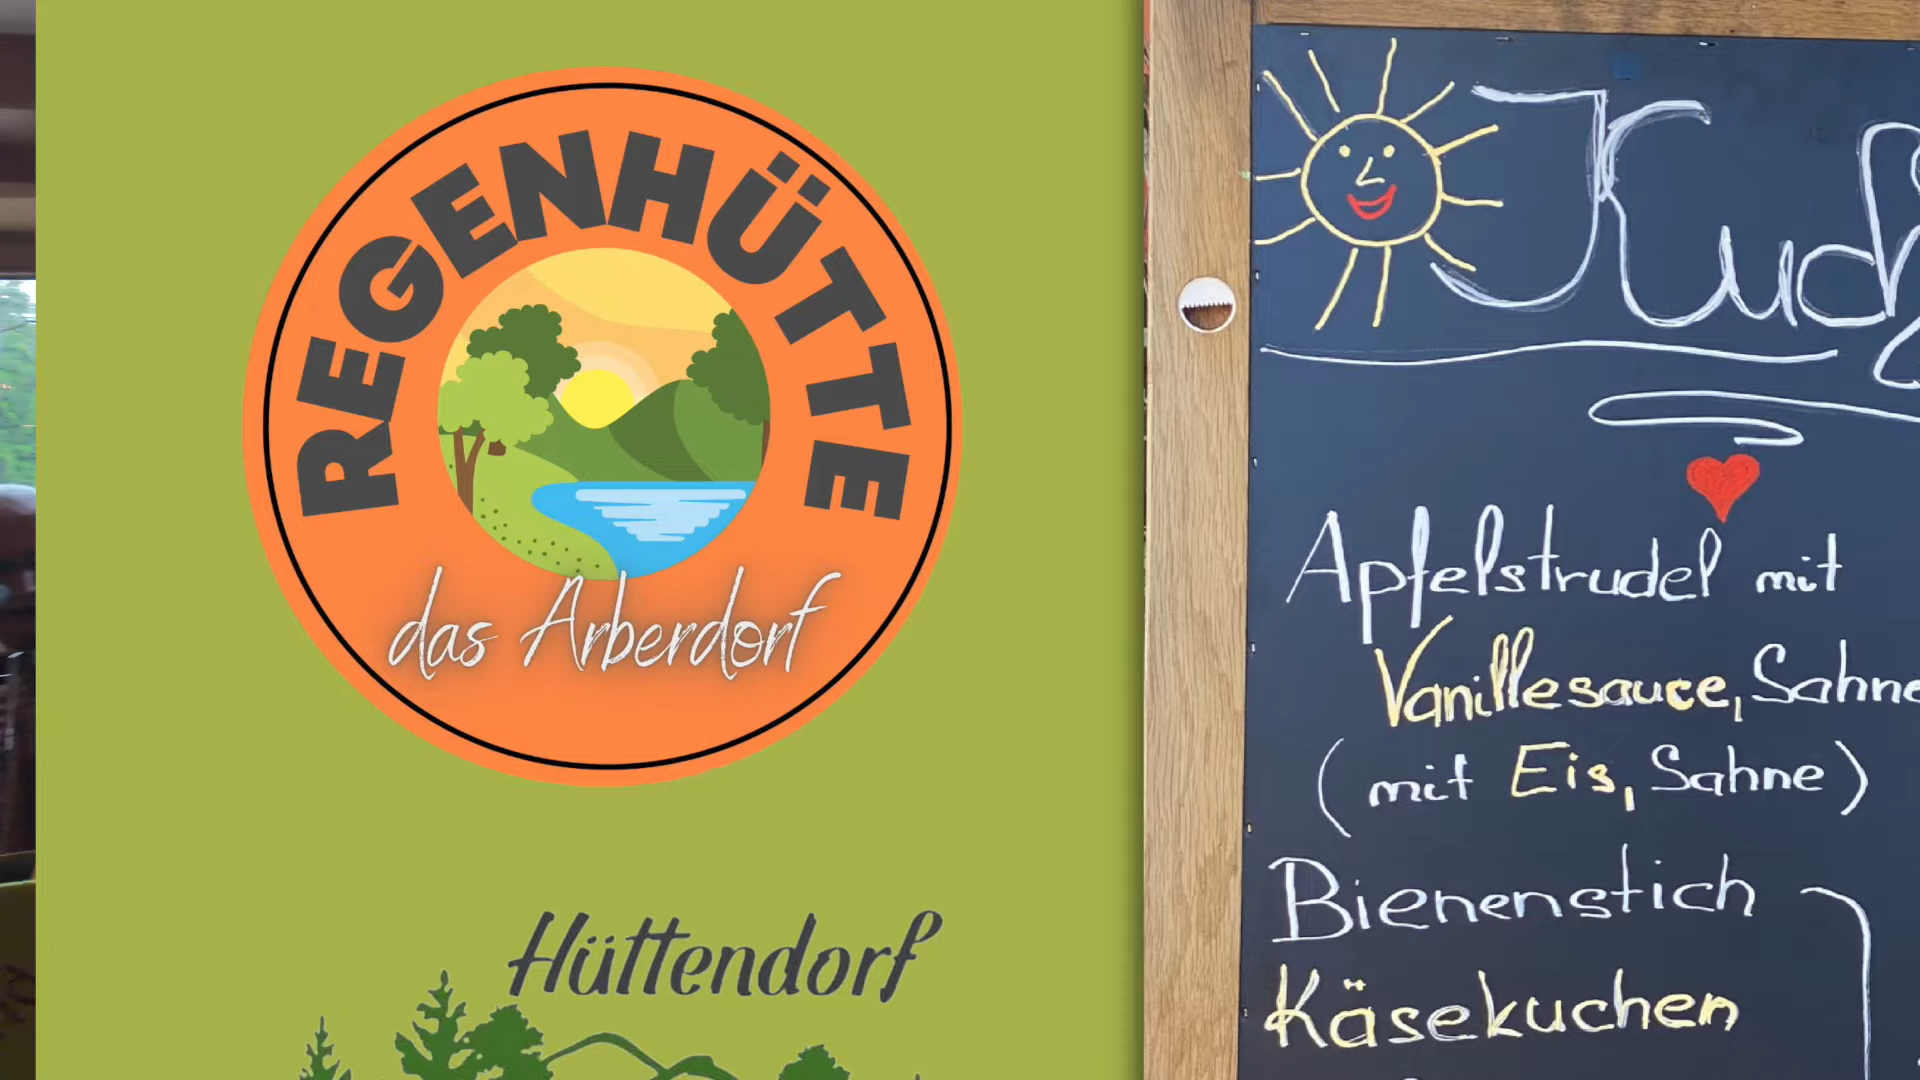 REGENHÜTTE
das Arberdorf
Hüttendorf
Apfelstrudel mit
Vanillesauce, Sahne
(mit Eis, Sahne)
Bienenstich
Käsekuchen